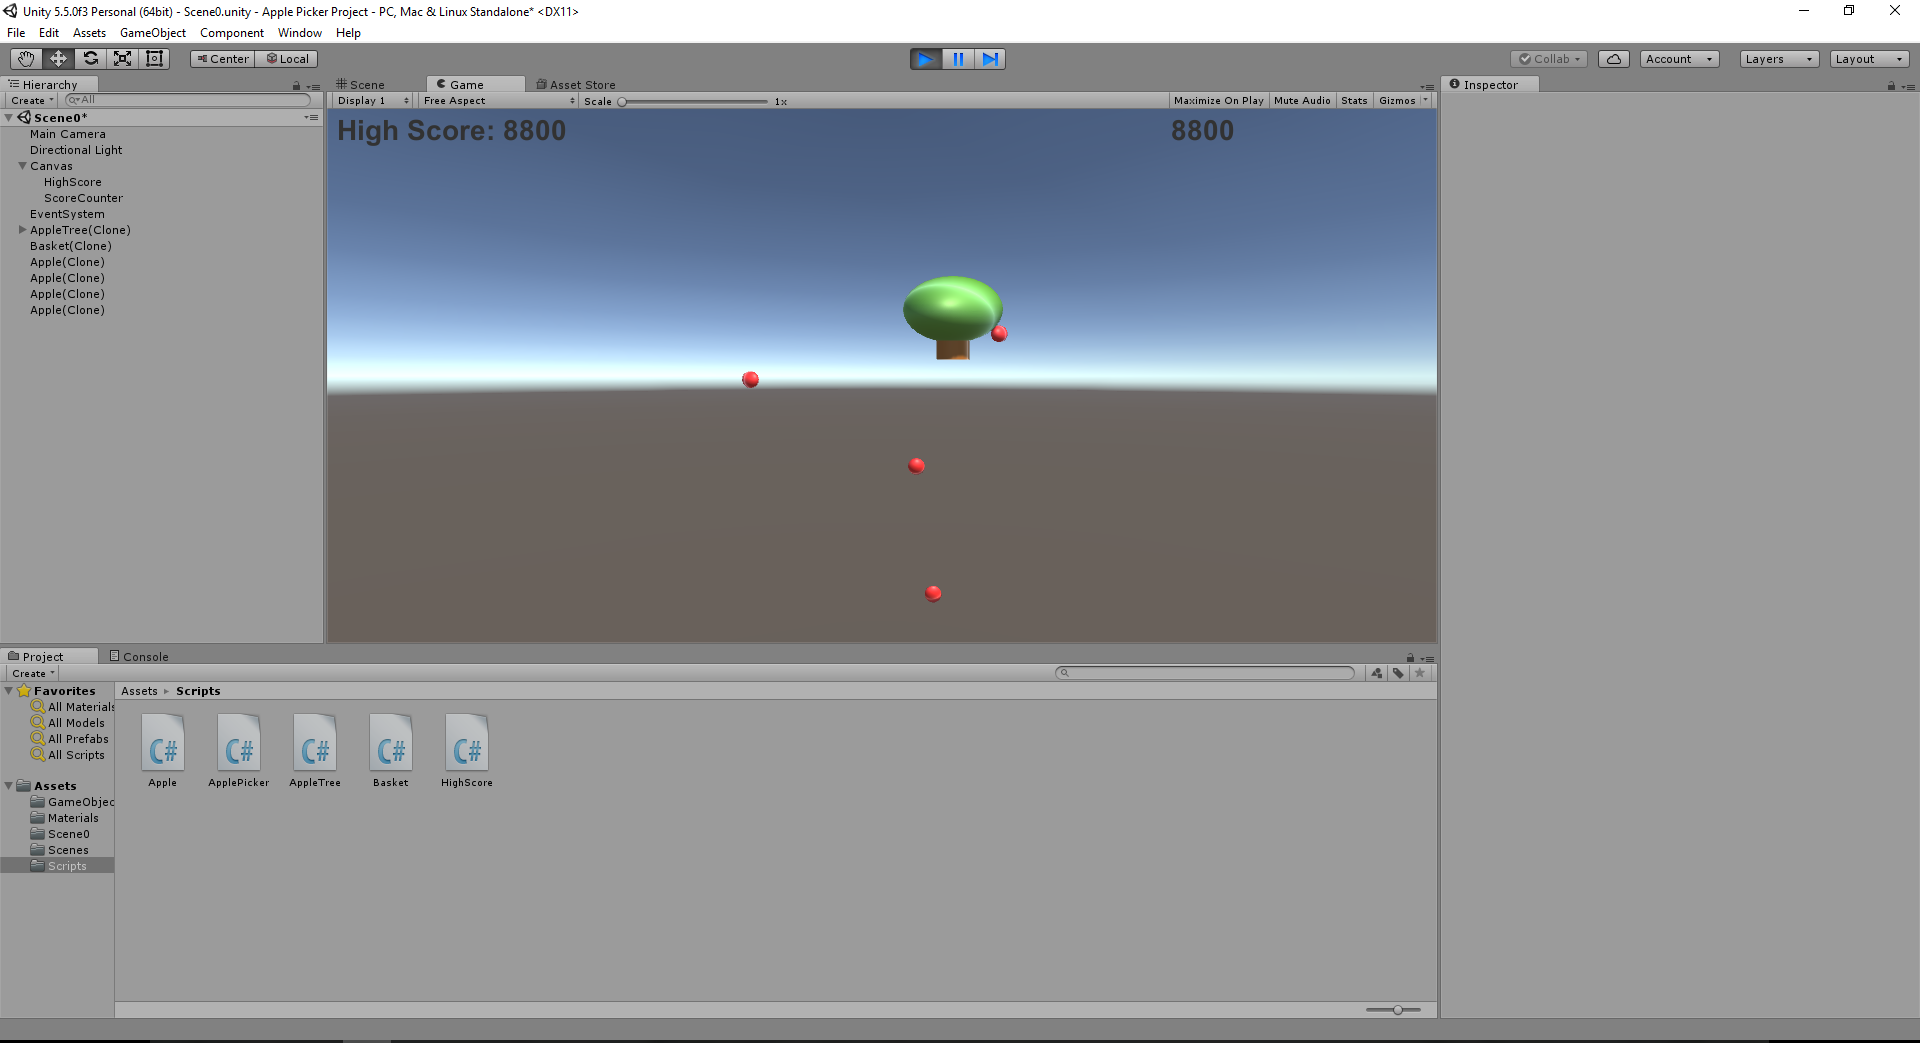 Unity 5.5.0f3 Personal (64bit) - Scene0.unity - Apple Picker Project - PC, Mac & Linux Standalone* <DX11>
File Edit Assets GameObject Component Window Help
Center Local Collab Account Layers Layout
Hierarchy
Create All
Scene0*
Main Camera
Directional Light
Canvas
HighScore
ScoreCounter
EventSystem
AppleTree(Clone)
Basket(Clone)
Apple(Clone)
Apple(Clone)
Apple(Clone)
Apple(Clone)
Scene Game Asset Store
Display 1 Free Aspect Scale 1x Maximize On Play Mute Audio Stats Gizmos
High Score: 8800 8800
Inspector
Project Console
Create
Favorites
All Materials
All Models
All Prefabs
All Scripts
Assets
GameObjec
Materials
Scene0
Scenes
Scripts
Assets Scripts
C# C# C# C# C#
Apple ApplePicker AppleTree Basket HighScore